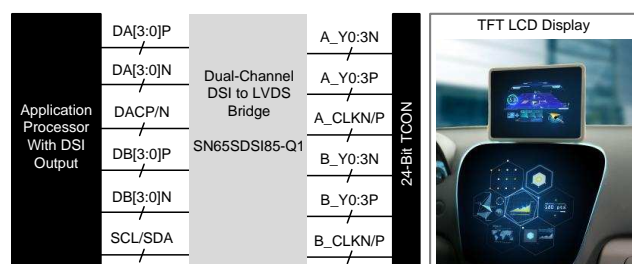 Application
Processor
With DSI
Output
DA[3:0]P
DA[3:0]N
DACP/N
DB[3:0]P
DB[3:0]N
SCL/SDA
Dual-Channel
DSI to LVDS
Bridge
SN65SDSI85-Q1
A_Y0:3N
A_Y0:3P
A_CLKN/P
B_Y0:3N
B_Y0:3P
B_CLKN/P
24-Bit TCON
TFT LCD Display